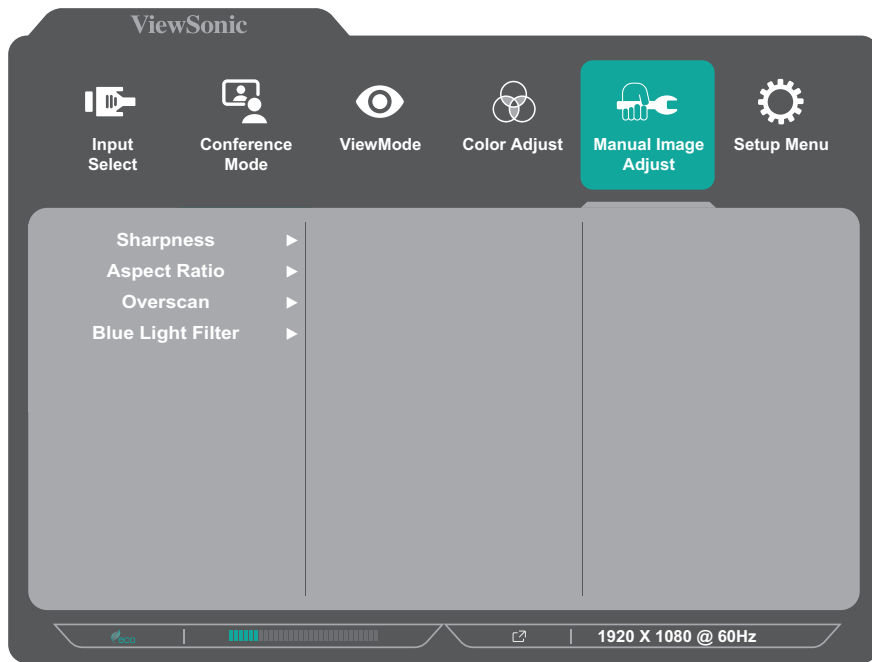 ViewSonic
Input
Select
Conference
Mode
ViewMode
Color Adjust
Manual Image
Adjust
Setup Menu
Sharpness
Aspect Ratio
Overscan
Blue Light Filter
eco
1920 X 1080 @ 60Hz